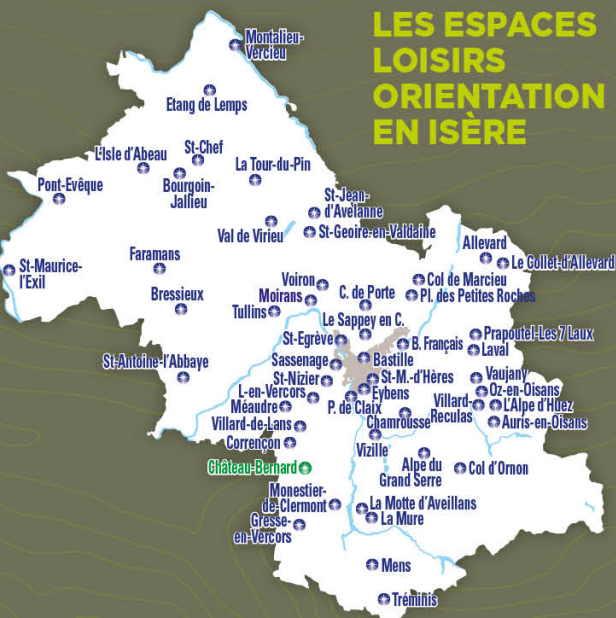 LES ESPACES
LOISIRS
ORIENTATION
EN ISÈRE
Montalieu-
Vercieu
Etang de Lemps
L'Isle d'Abeau
St-Chef
La Tour-du-Pin
Pont-Evêque
Bourgoin-
Jallieu
St-Jean-
d'Avelanne
Val de Virieu
St-Geoire-en-Valdaine
Allevard
Le Collet-d'Allevard
St-Maurice-
l'Exil
Faramans
Voiron
Col de Marcieu
Bressieux
Moirans
C. de Porte
Pl. des Petites Roches
Tullins
Le Sappey en C.
St-Egrève
B. Français
Prapoutel-Les 7 Laux
Laval
St-Antoine-l'Abbaye
Sassenage
Bastille
St-Nizier
St-M.-d'Hères
Vaujany
L-en-Vercors
Eybens
Oz-en-Oisans
Méaudre
P. de Claix
Villard-
Reculas
L'Alpe d'Huez
Villard-de-Lans
Chamrousse
Auris-en-Oisans
Corrençon
Vizille
Château-Bernard
Alpe du
Grand Serre
Col d'Ornon
Monestier-
de-Clermont
La Motte d'Aveillans
La Mure
Gresse-
en-Vercors
Mens
Tréminis